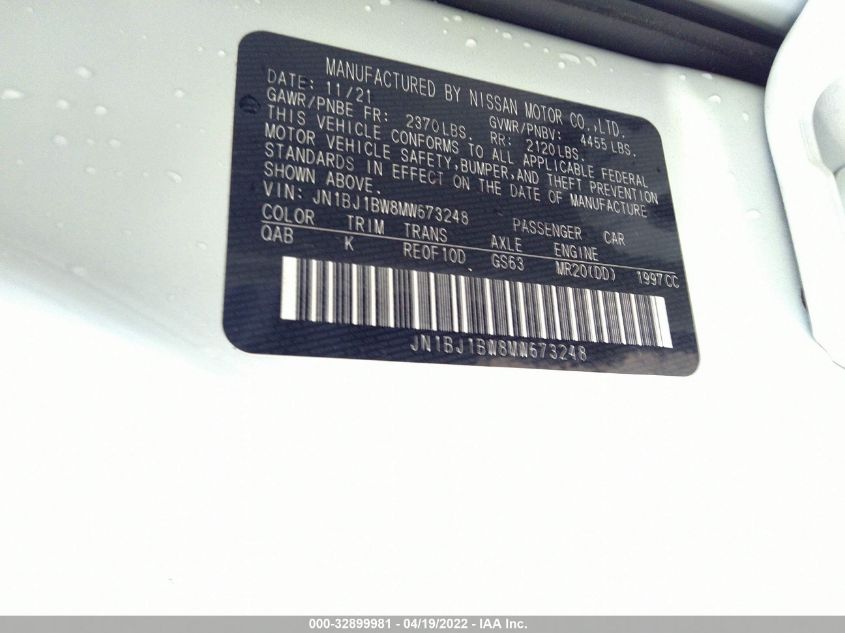 MANUFACTURED BY NISSAN MOTOR CO.,LTD.
DATE: 11/21 GVWR/PNBV: 4455 LBS.
GAWR/PNBE FR: 2370LBS. RR: 2120LBS.
THIS VEHICLE CONFORMS TO ALL APPLICABLE FEDERAL
MOTOR VEHICLE SAFETY,BUMPER,AND THEFT PREVENTION
STANDARDS IN EFFECT ON THE DATE OF MANUFACTURE
SHOWN ABOVE.
VIN: JN1BJ1BW8MW673248 PASSENGER CAR
COLOR TRIM TRANS AXLE ENGINE
QAB K RE0F10D GS63 MR20(DD) 1997CC
JN1BJ1BW8MW673248
000-32899981 - 04/19/2022 - IAA Inc.